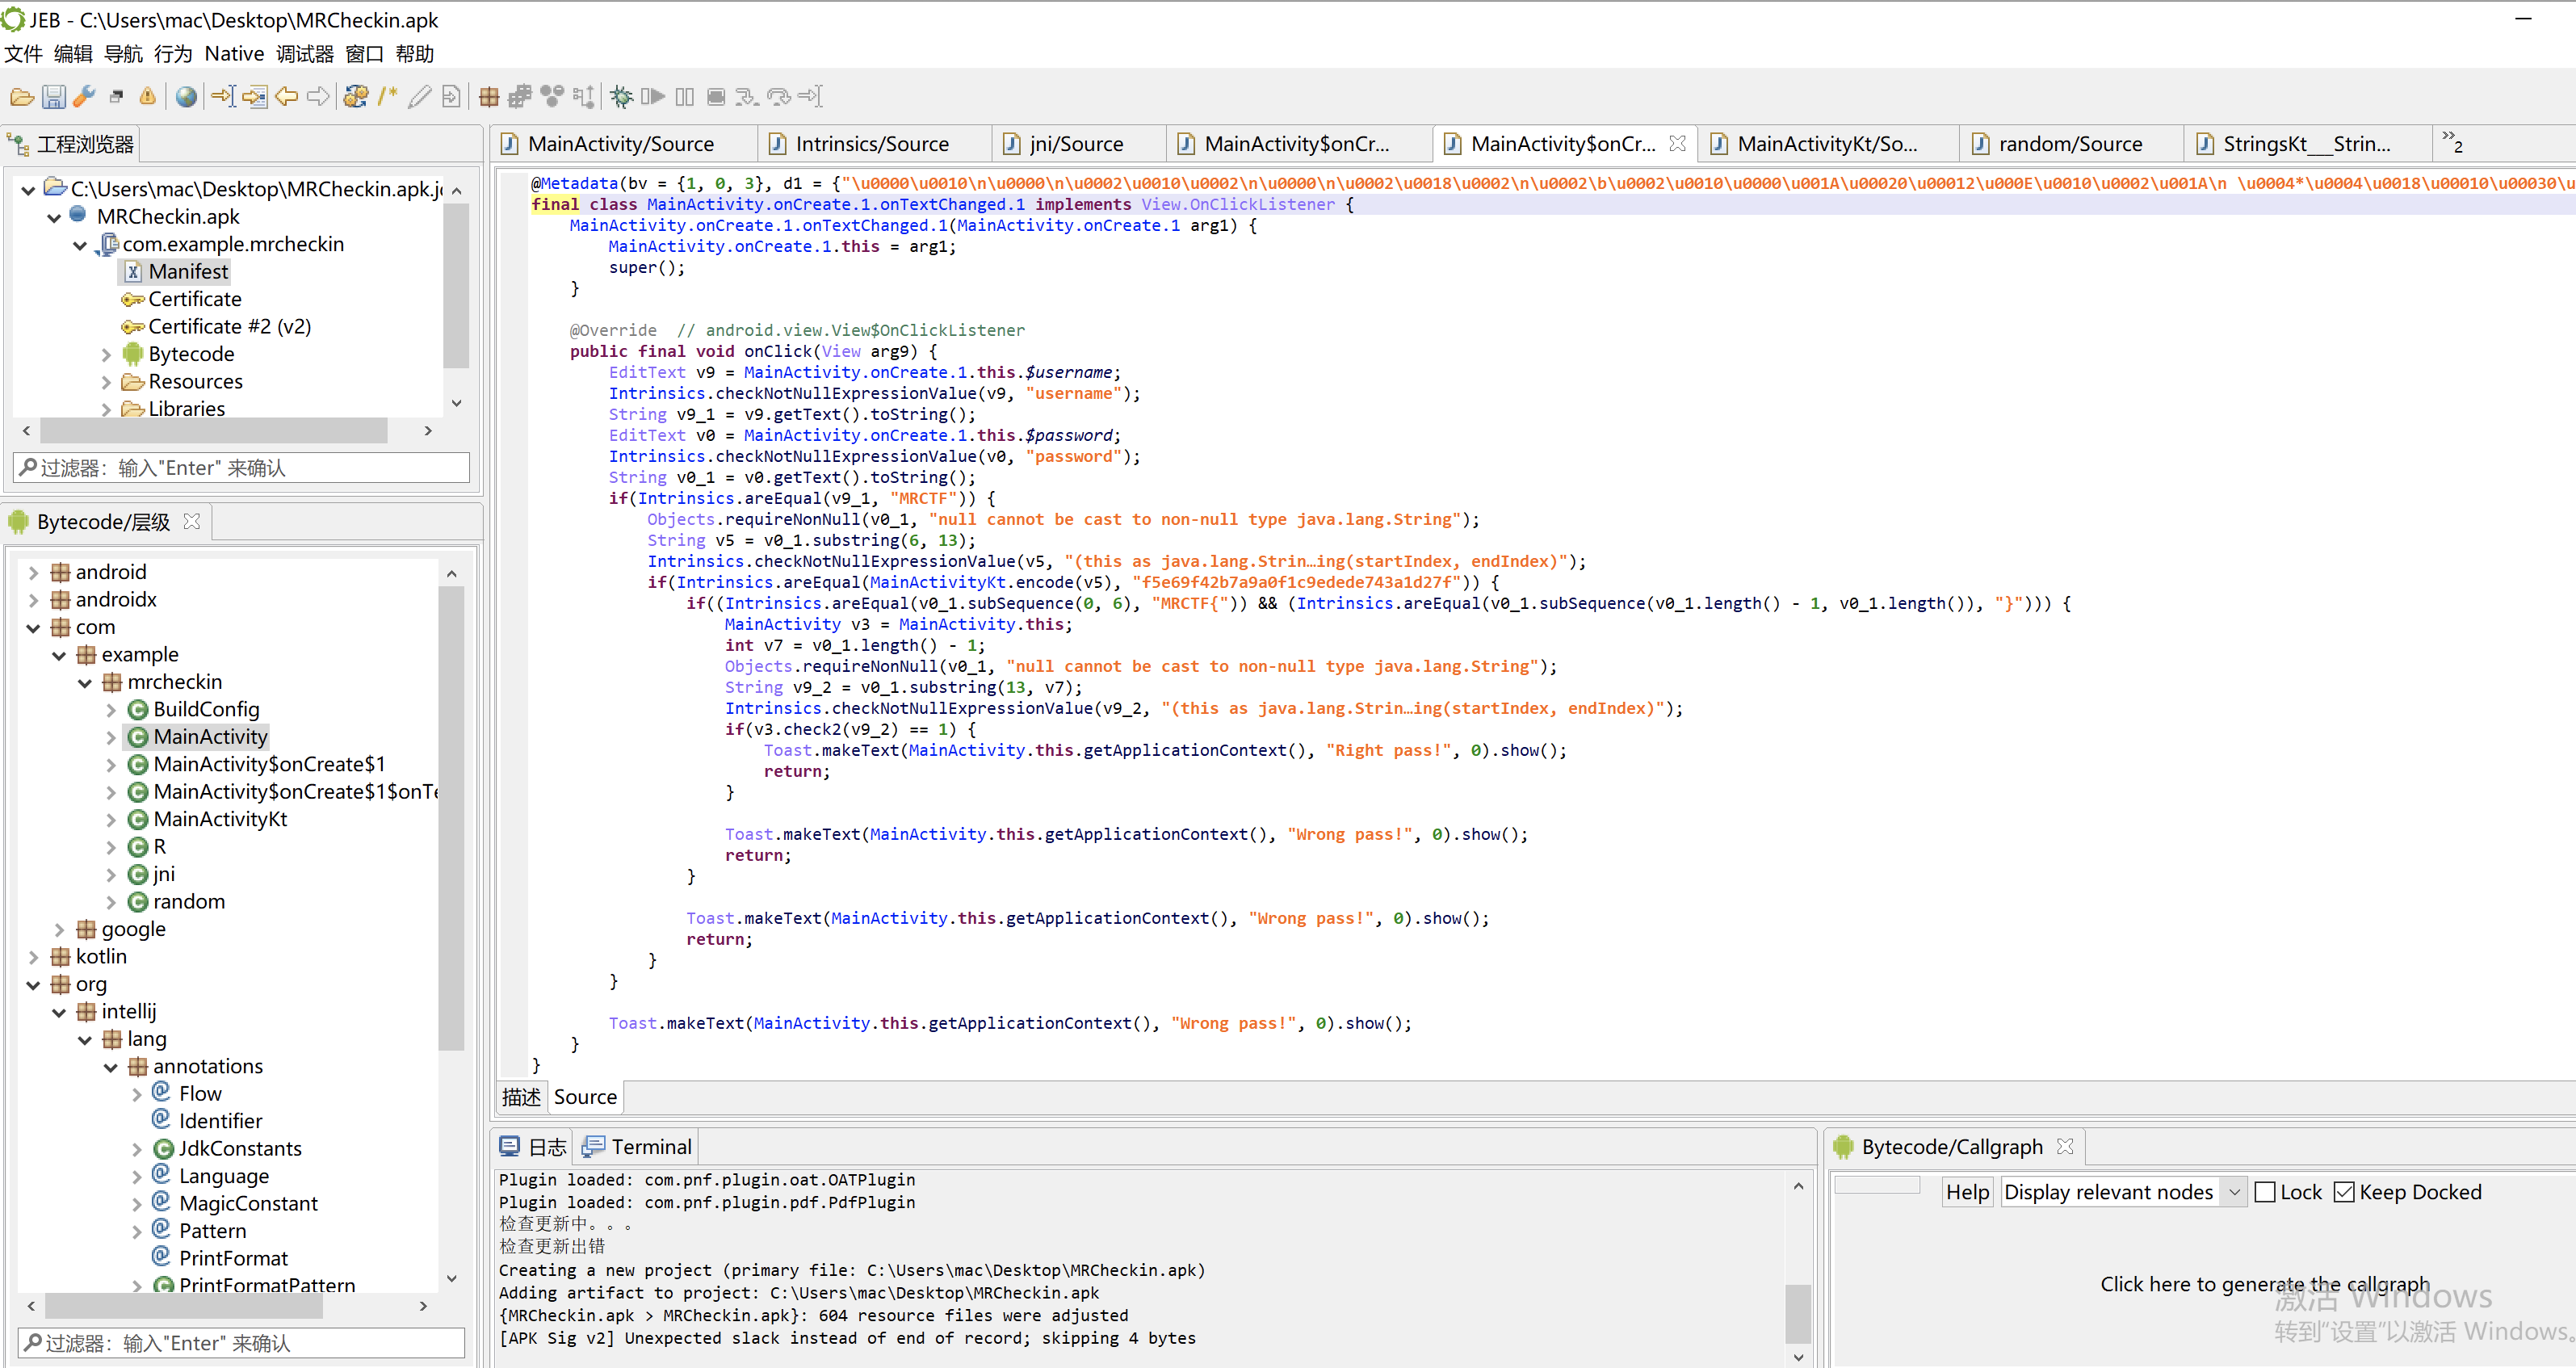 JEB - C:\Users\mac\Desktop\MRCheckin.apk
文件 编辑 导航 行为 Native 调试器 窗口 帮助
工程浏览器
C:\Users\mac\Desktop\MRCheckin.apk.j
MRCheckin.apk
com.example.mrcheckin
Manifest
Certificate
Certificate #2 (v2)
Bytecode
Resources
Libraries
过滤器：输入"Enter" 来确认
Bytecode/层级
android
androidx
com
example
mrcheckin
BuildConfig
MainActivity
MainActivity$onCreate$1
MainActivity$onCreate$1$onTe
MainActivityKt
R
jni
random
google
kotlin
org
intellij
lang
annotations
Flow
Identifier
JdkConstants
Language
MagicConstant
Pattern
PrintFormat
PrintFormatPattern
过滤器：输入"Enter" 来确认
MainActivity/Source
Intrinsics/Source
jni/Source
MainActivity$onCr...
MainActivity$onCr...
MainActivityKt/So...
random/Source
StringsKt___Strin...
»2
@Metadata(bv = {1, 0, 3}, d1 = {"\u0000\u0010\n\u0000\n\u0002\u0010\u0002\n\u0000\n\u0002\u0018\u0002\n\u0002\b\u0002\u0010\u0000\u001A\u00020\u00012\u000E\u0010\u0002\u001A\n \u0004*\u0004\u0018\u00010\u00030\u
final class MainActivity.onCreate.1.onTextChanged.1 implements View.OnClickListener {
MainActivity.onCreate.1.onTextChanged.1(MainActivity.onCreate.1 arg1) {
MainActivity.onCreate.1.this = arg1;
super();
}
@Override  // android.view.View$OnClickListener
public final void onClick(View arg9) {
EditText v9 = MainActivity.onCreate.1.this.$username;
Intrinsics.checkNotNullExpressionValue(v9, "username");
String v9_1 = v9.getText().toString();
EditText v0 = MainActivity.onCreate.1.this.$password;
Intrinsics.checkNotNullExpressionValue(v0, "password");
String v0_1 = v0.getText().toString();
if(Intrinsics.areEqual(v9_1, "MRCTF")) {
Objects.requireNonNull(v0_1, "null cannot be cast to non-null type java.lang.String");
String v5 = v0_1.substring(6, 13);
Intrinsics.checkNotNullExpressionValue(v5, "(this as java.lang.Strin…ing(startIndex, endIndex)");
if(Intrinsics.areEqual(MainActivityKt.encode(v5), "f5e69f42b7a9a0f1c9edede743a1d27f")) {
if((Intrinsics.areEqual(v0_1.subSequence(0, 6), "MRCTF{")) && (Intrinsics.areEqual(v0_1.subSequence(v0_1.length() - 1, v0_1.length()), "}"))) {
MainActivity v3 = MainActivity.this;
int v7 = v0_1.length() - 1;
Objects.requireNonNull(v0_1, "null cannot be cast to non-null type java.lang.String");
String v9_2 = v0_1.substring(13, v7);
Intrinsics.checkNotNullExpressionValue(v9_2, "(this as java.lang.Strin…ing(startIndex, endIndex)");
if(v3.check2(v9_2) == 1) {
Toast.makeText(MainActivity.this.getApplicationContext(), "Right pass!", 0).show();
return;
}
Toast.makeText(MainActivity.this.getApplicationContext(), "Wrong pass!", 0).show();
return;
}
Toast.makeText(MainActivity.this.getApplicationContext(), "Wrong pass!", 0).show();
return;
}
}
Toast.makeText(MainActivity.this.getApplicationContext(), "Wrong pass!", 0).show();
}
}
描述 Source
日志 Terminal
Plugin loaded: com.pnf.plugin.oat.OATPlugin
Plugin loaded: com.pnf.plugin.pdf.PdfPlugin
检查更新中。。。
检查更新出错
Creating a new project (primary file: C:\Users\mac\Desktop\MRCheckin.apk)
Adding artifact to project: C:\Users\mac\Desktop\MRCheckin.apk
{MRCheckin.apk > MRCheckin.apk}: 604 resource files were adjusted
[APK Sig v2] Unexpected slack instead of end of record; skipping 4 bytes
Bytecode/Callgraph
Help Display relevant nodes Lock Keep Docked
Click here to generate the callgraph
激活 Windows
转到"设置"以激活 Windows。